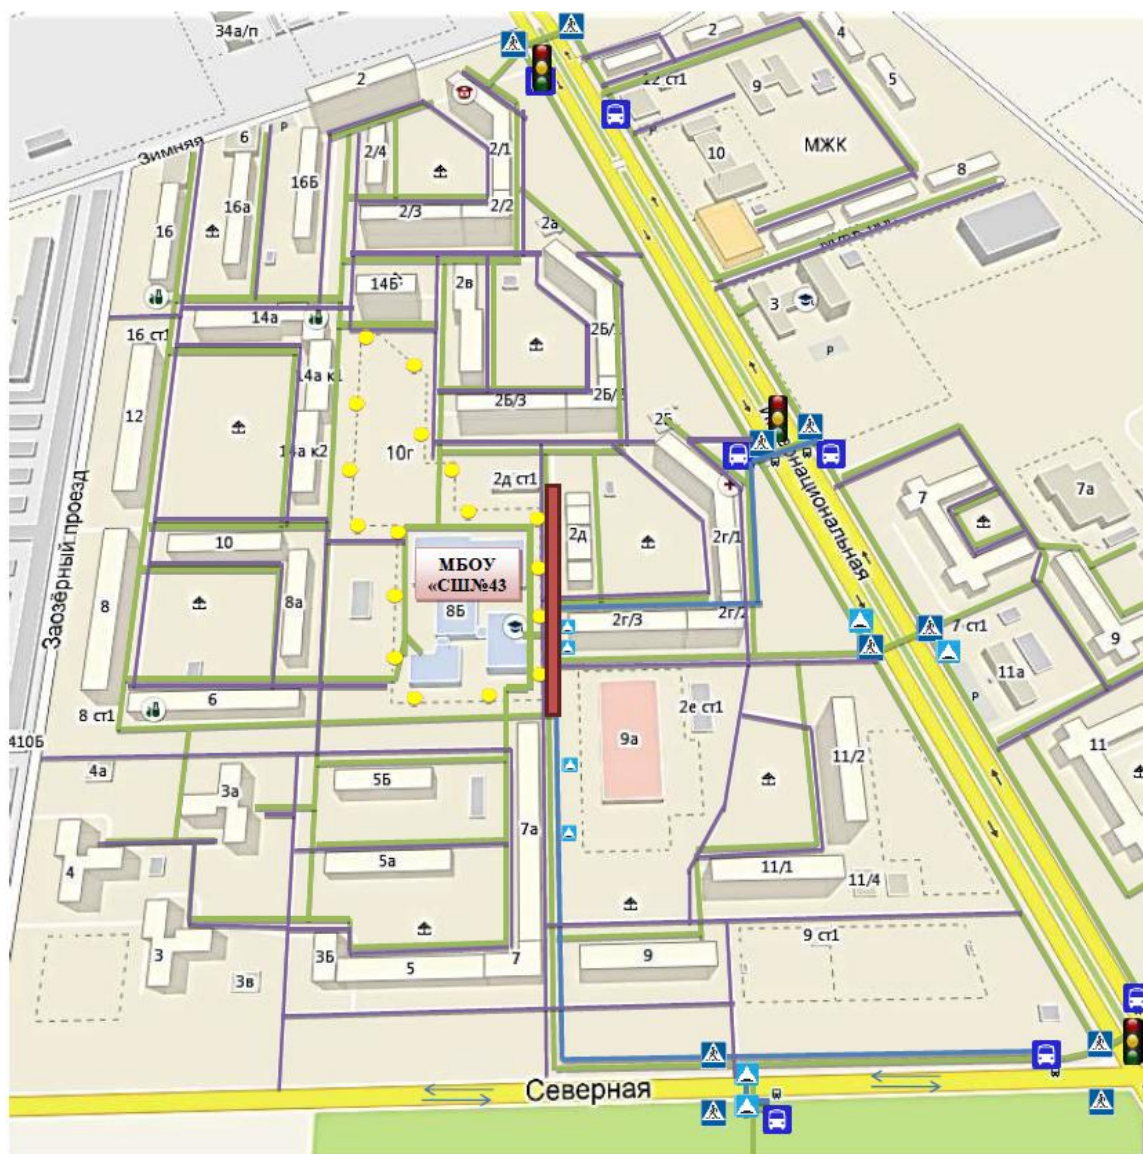 34а/п
2
4
5
12 ст1
9
2
Зимняя
6
Р
16Б
2/4
2/1
10
МЖК
8
16
16а
2/3
2/2
2а
14Б
2в
3
Р
16 ст1
14а
14а к1
2Б/3
12
14а к2
10г
2Б
2д ст1
7
7а
Заозёрный проезд
10
МБОУ
«СШ№43
2д
2г/1
8
8а
8Б
2г/3
2г/2
7 ст1
9
11а
Р
6
8 ст1
410Б
9а
2е ст1
11/2
11
4а
3а
5Б
7а
4
5а
11/1
11/4
3
3Б
5
7
9
9 ст1
3в
Северная